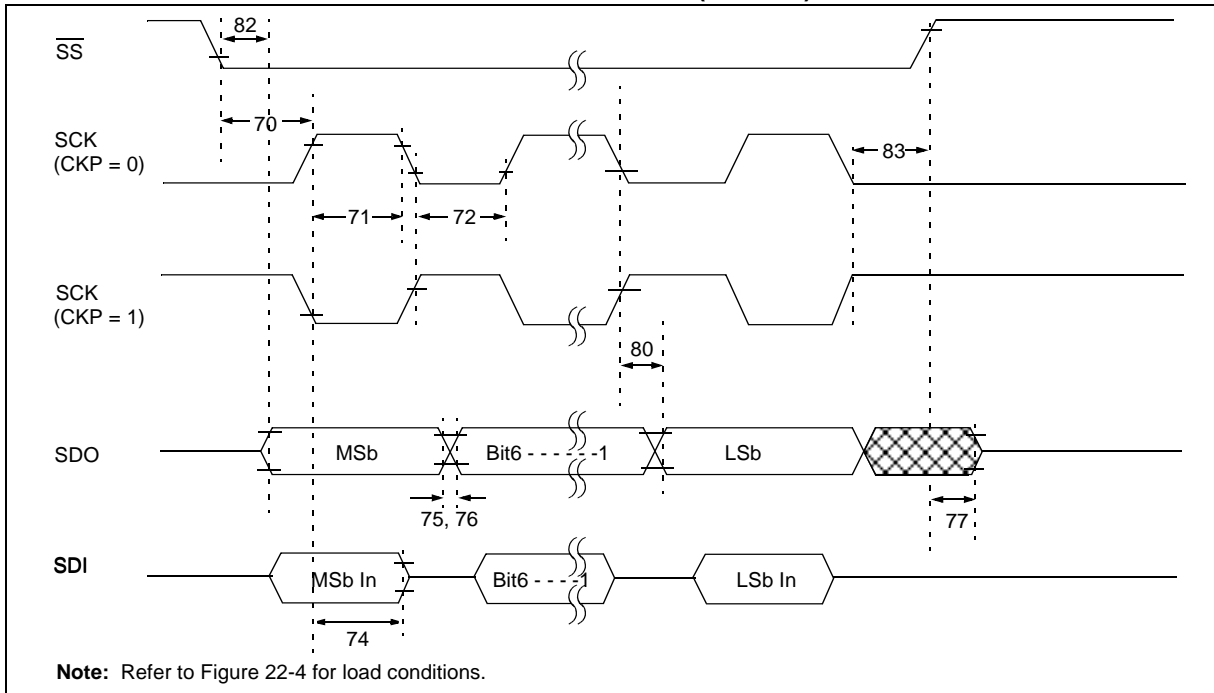 82
SS
70
SCK
(CKP = 0)
83
71
72
SCK
(CKP = 1)
80
SDO
MSb
Bit6 - - - - - -1
LSb
75, 76
77
SDI
MSb In
Bit6 - - - -1
LSb In
74
Note: Refer to Figure 22-4 for load conditions.